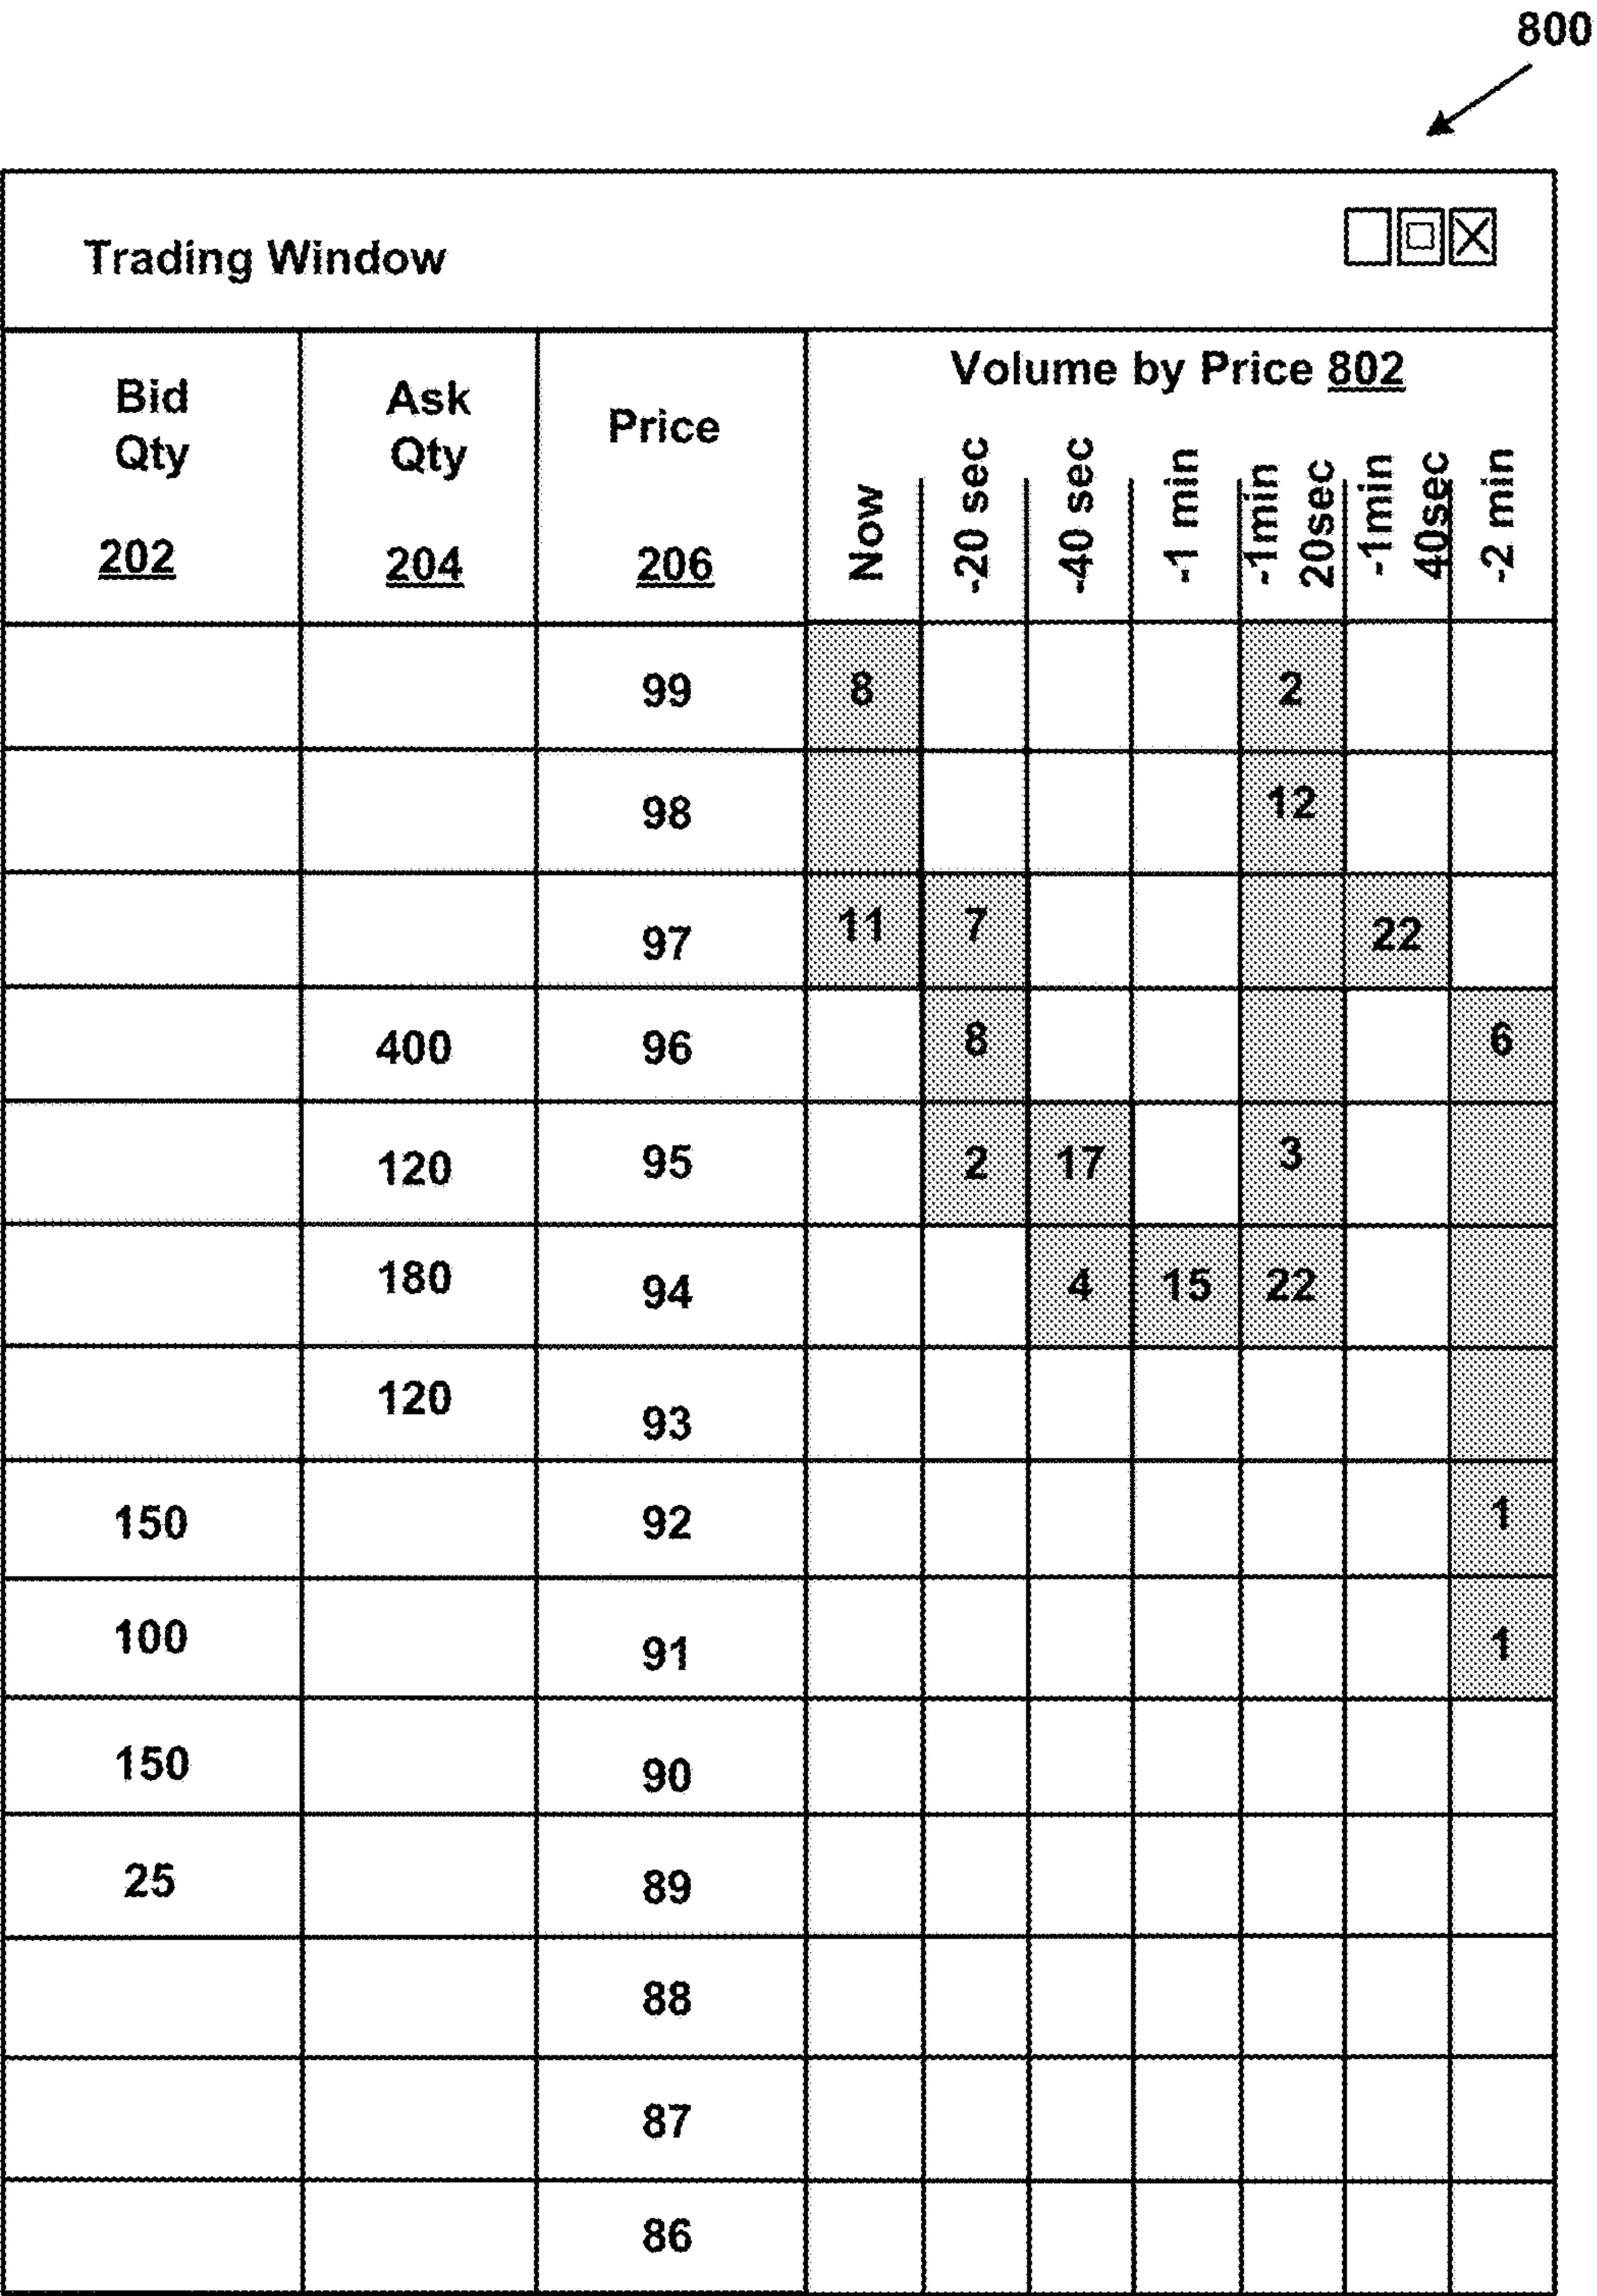 800
Trading Window
Bid Qty 202
Ask Qty 204
Price 206
Volume by Price 802
Now
-20 sec
-40 sec
-1 min
-1min 20sec
-1min 40sec
-2 min
99 8 2
98 12
97 11 7 22
400 96 8 6
120 95 2 17 3
180 94 4 15 22
120 93
150 92 1
100 91 1
150 90
25 89
88
87
86